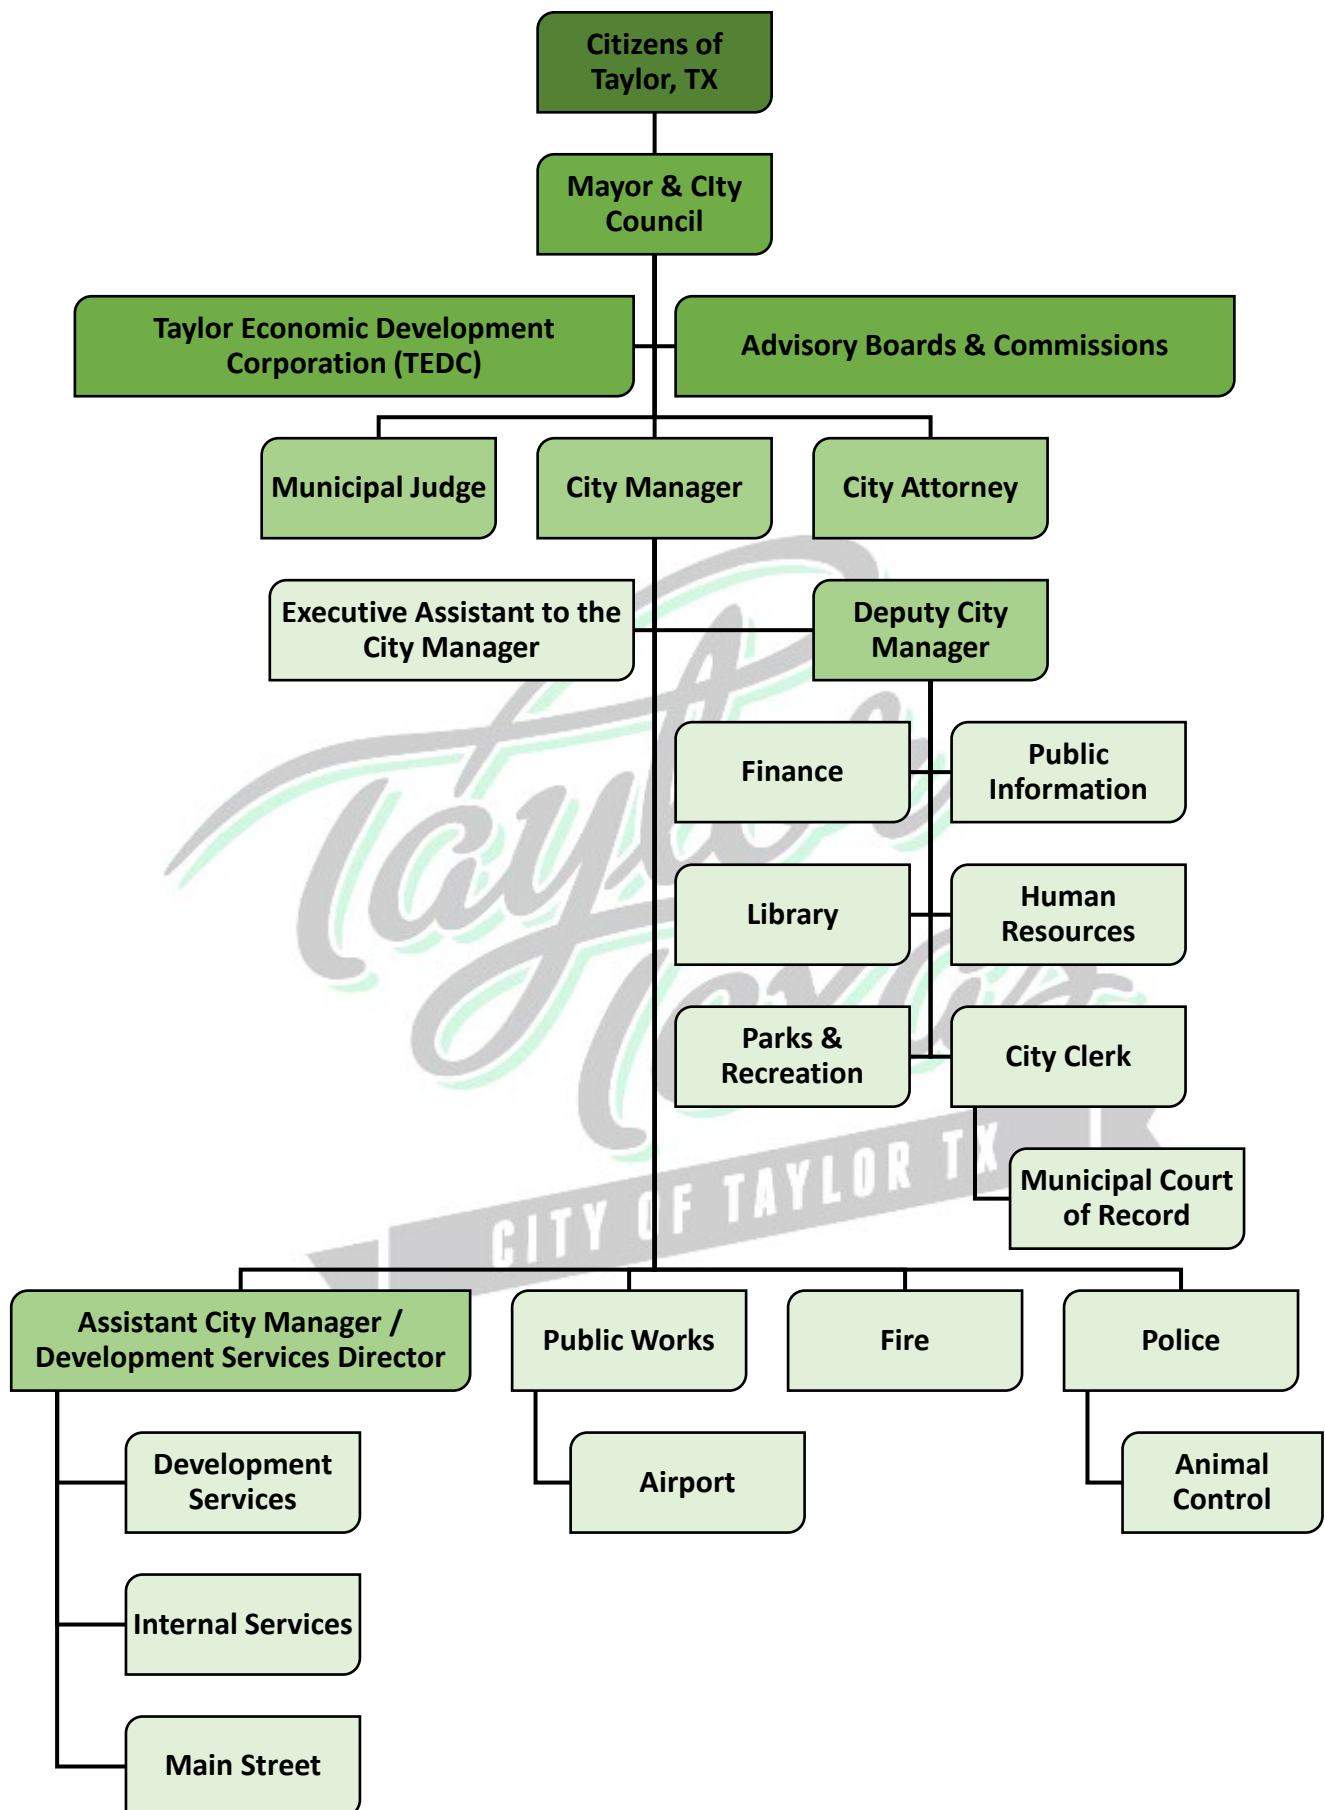 Citizens of
Taylor, TX
Mayor & CIty
Council
Taylor Economic Development
Corporation (TEDC)
Advisory Boards & Commissions
Municipal Judge
City Manager
City Attorney
Executive Assistant to the
City Manager
Deputy City
Manager
Finance
Public
Information
Library
Human
Resources
Parks &
Recreation
City Clerk
Municipal Court
of Record
Taylor
Texas
CITY OF TAYLOR TX
Assistant City Manager /
Development Services Director
Public Works
Fire
Police
Development
Services
Airport
Animal
Control
Internal Services
Main Street